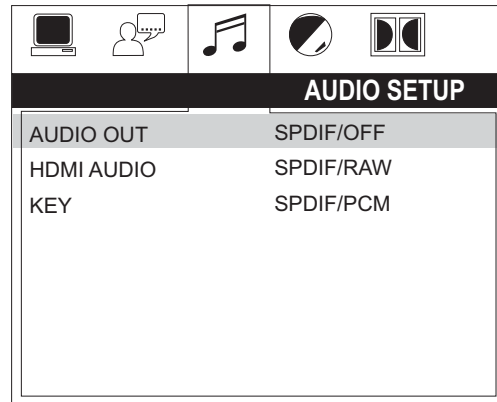 AUDIO SETUP
AUDIO OUT SPDIF/OFF
HDMI AUDIO SPDIF/RAW
KEY SPDIF/PCM